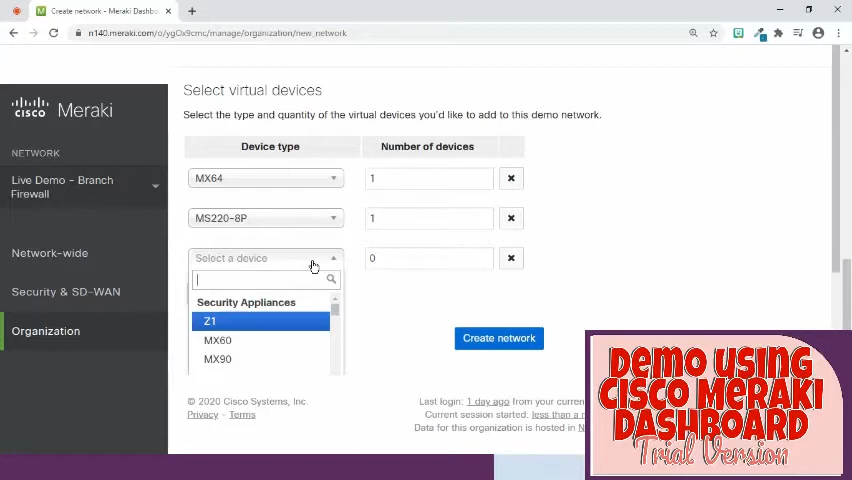 Create network - Meraki Dashbo
n140.meraki.com/o/ygOx9cmc/manage/organization/new_network
CISCO Meraki
NETWORK
Live Demo - Branch
Firewall
Network-wide
Security & SD-WAN
Organization
Select virtual devices
Select the type and quantity of the virtual devices you'd like to add to this demo network.
Device type Number of devices
MX64 1
MS220-8P 1
Select a device 0
Security Appliances
Z1
MX60
MX90
Create network
© 2020 Cisco Systems, Inc.
Privacy - Terms
Last login: 1 day ago from your
Current session started: less than a
Data for this organization is hosted in N
Demo using
Cisco Meraki
Dashboard
Trial Version